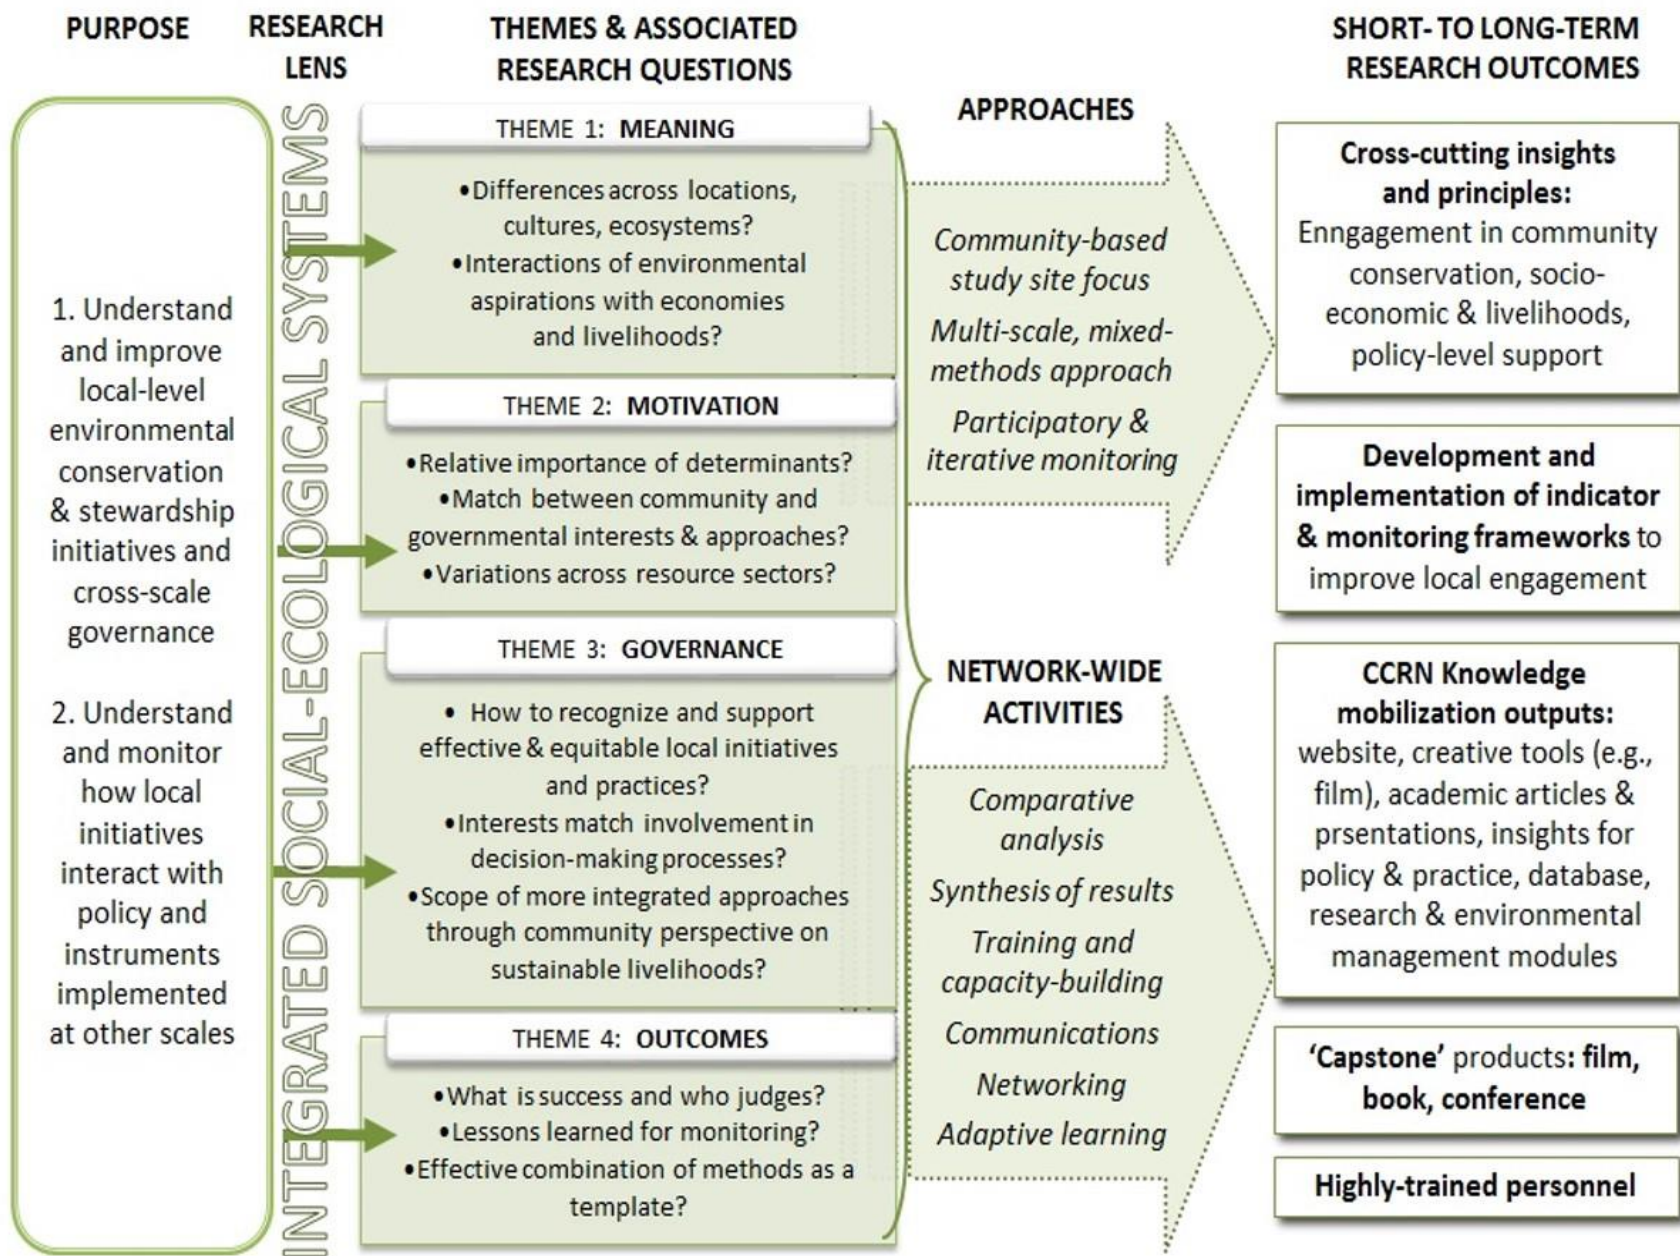 PURPOSE
RESEARCH
LENS
THEMES & ASSOCIATED
RESEARCH QUESTIONS
APPROACHES
SHORT- TO LONG-TERM
RESEARCH OUTCOMES
1. Understand
and improve
local-level
environmental
conservation
& stewardship
initiatives and
cross-scale
governance
2. Understand
and monitor
how local
initiatives
interact with
policy and
instruments
implemented
at other scales
INTEGRATED SOCIAL-ECOLOGICAL SYSTEMS
THEME 1: MEANING
•Differences across locations,
cultures, ecosystems?
•Interactions of environmental
aspirations with economies
and livelihoods?
THEME 2: MOTIVATION
•Relative importance of determinants?
•Match between community and
governmental interests & approaches?
•Variations across resource sectors?
THEME 3: GOVERNANCE
• How to recognize and support
effective & equitable local initiatives
and practices?
•Interests match involvement in
decision-making processes?
•Scope of more integrated approaches
through community perspective on
sustainable livelihoods?
THEME 4: OUTCOMES
•What is success and who judges?
•Lessons learned for monitoring?
•Effective combination of methods as a
template?
Community-based
study site focus
Multi-scale, mixed-
methods approach
Participatory &
iterative monitoring
NETWORK-WIDE
ACTIVITIES
Comparative
analysis
Synthesis of results
Training and
capacity-building
Communications
Networking
Adaptive learning
Cross-cutting insights
and principles:
Enngagement in community
conservation, socio-
economic & livelihoods,
policy-level support
Development and
implementation of indicator
& monitoring frameworks to
improve local engagement
CCRN Knowledge
mobilization outputs:
website, creative tools (e.g.,
film), academic articles &
prsentations, insights for
policy & practice, database,
research & environmental
management modules
‘Capstone’ products: film,
book, conference
Highly-trained personnel